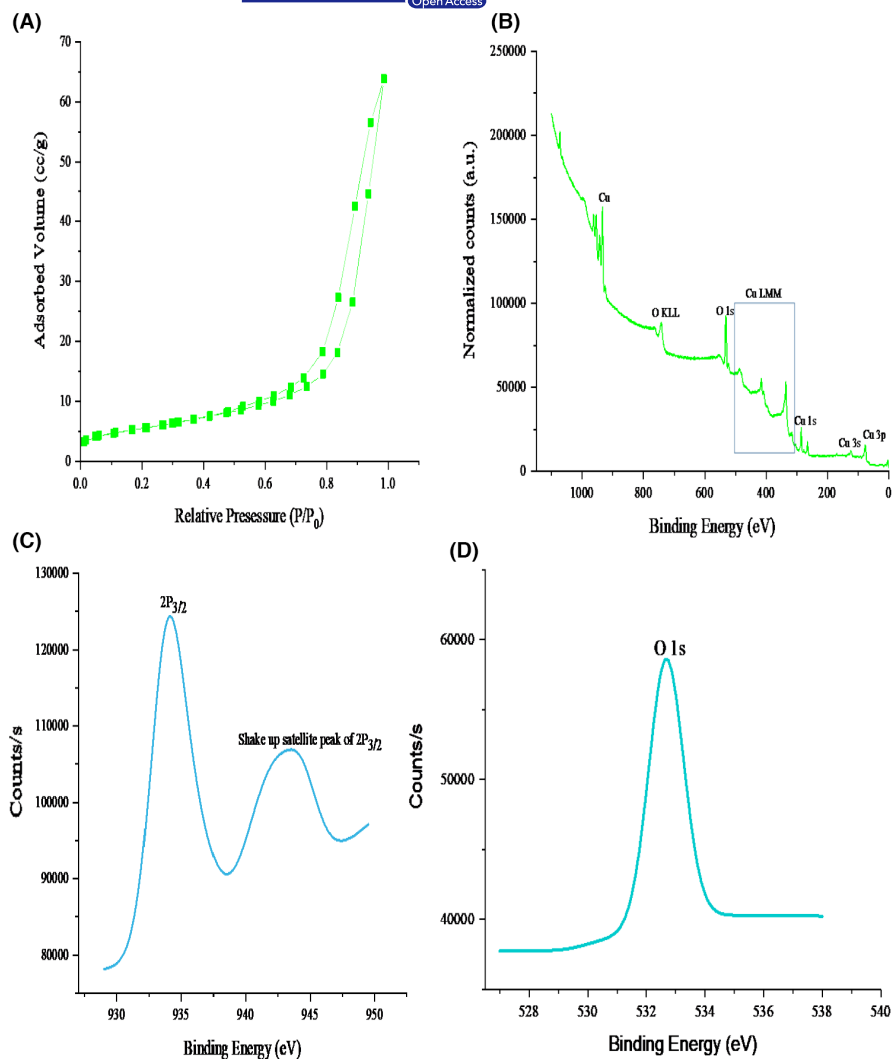 Open Access
(A)
70
60
50
40
30
20
10
0
0.0 0.2 0.4 0.6 0.8 1.0
Adsorbed Volume (cc/g)
Relative Presessure (P/P0)
(B)
250000
200000
150000
100000
50000
0
1000 800 600 400 200 0
Normalized counts (a.u.)
Binding Energy (eV)
Cu
O KLL
O 1s
Cu LMM
Cu 1s
Cu 3s
Cu 3p
(C)
130000
120000
110000
100000
90000
80000
930 935 940 945 950
Counts/s
Binding Energy (eV)
2P3/2
Shake up satellite peak of 2P3/2
(D)
60000
50000
40000
528 530 532 534 536 538 540
Counts/s
Binding Energy (eV)
O 1s